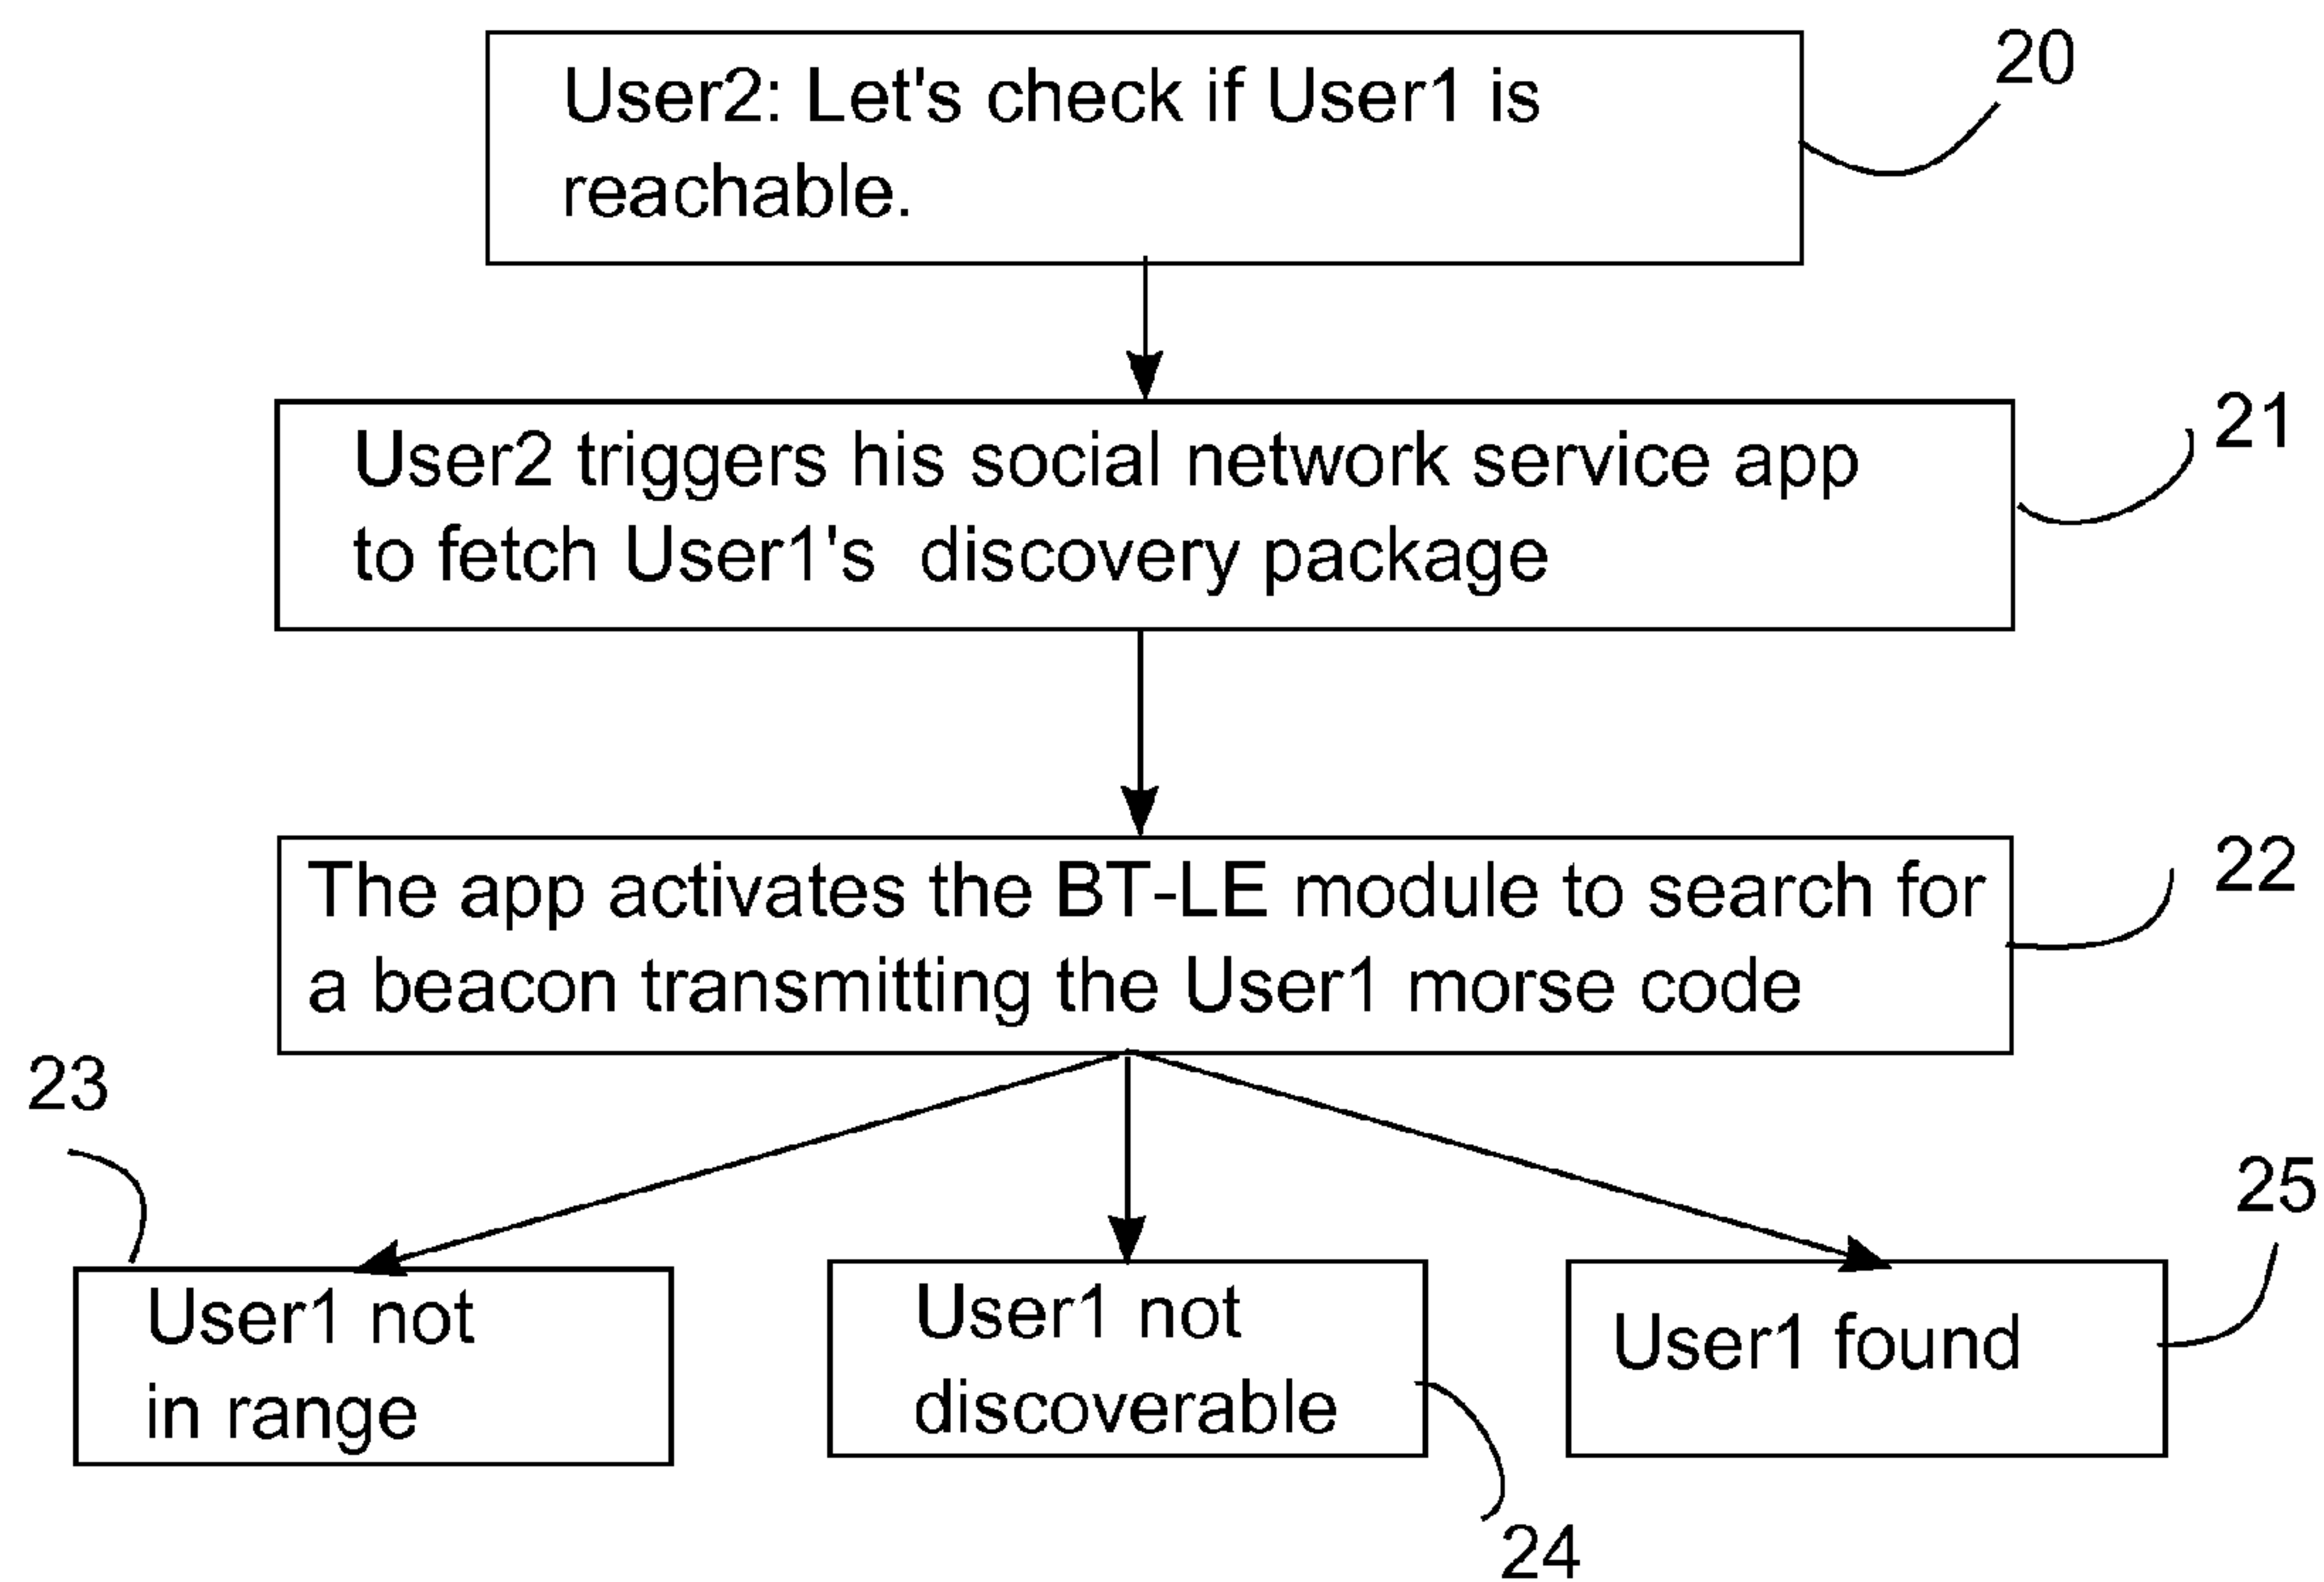 User2: Let's check if User1 is
reachable.
20
User2 triggers his social network service app
to fetch User1's discovery package
21
The app activates the BT-LE module to search for
a beacon transmitting the User1 morse code
22
23
User1 not
in range
User1 not
discoverable
24
User1 found
25